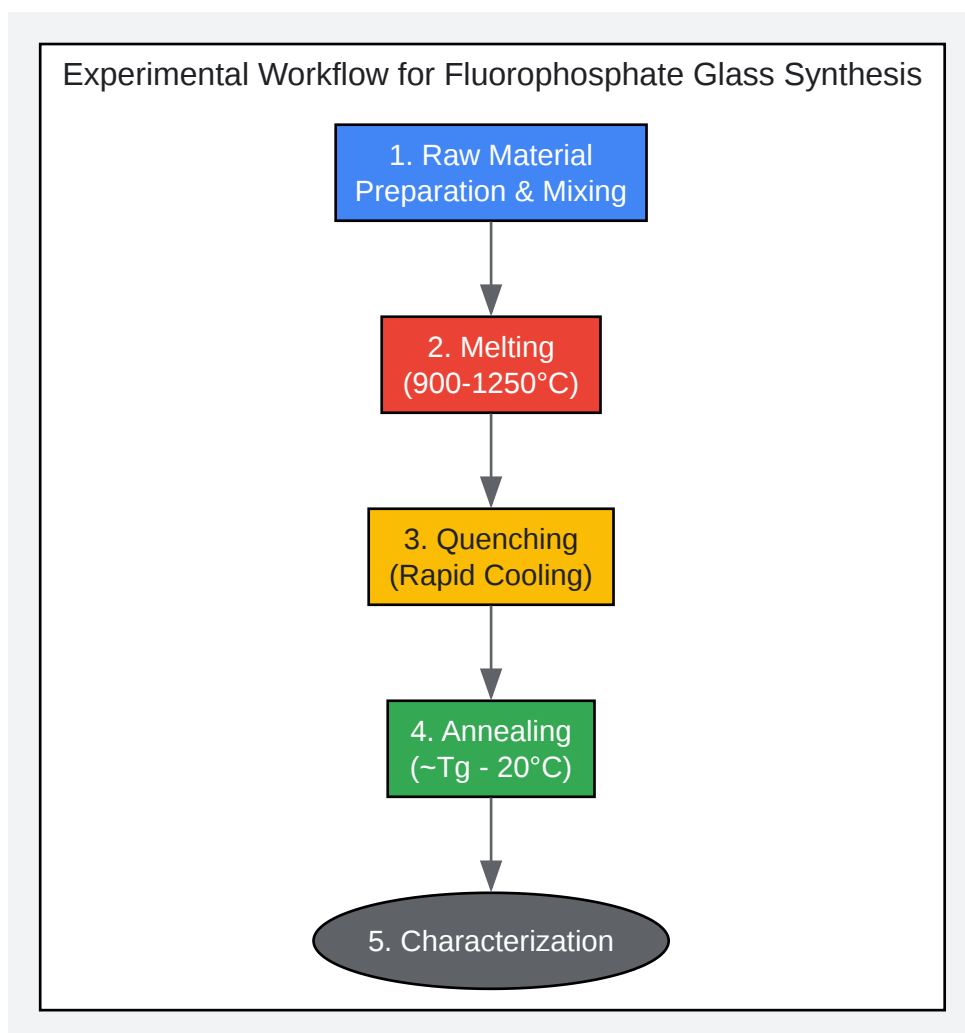 Experimental Workflow for Fluorophosphate Glass Synthesis
1. Raw Material
Preparation & Mixing
2. Melting
(900-1250°C)
3. Quenching
(Rapid Cooling)
4. Annealing
(~Tg - 20°C)
5. Characterization